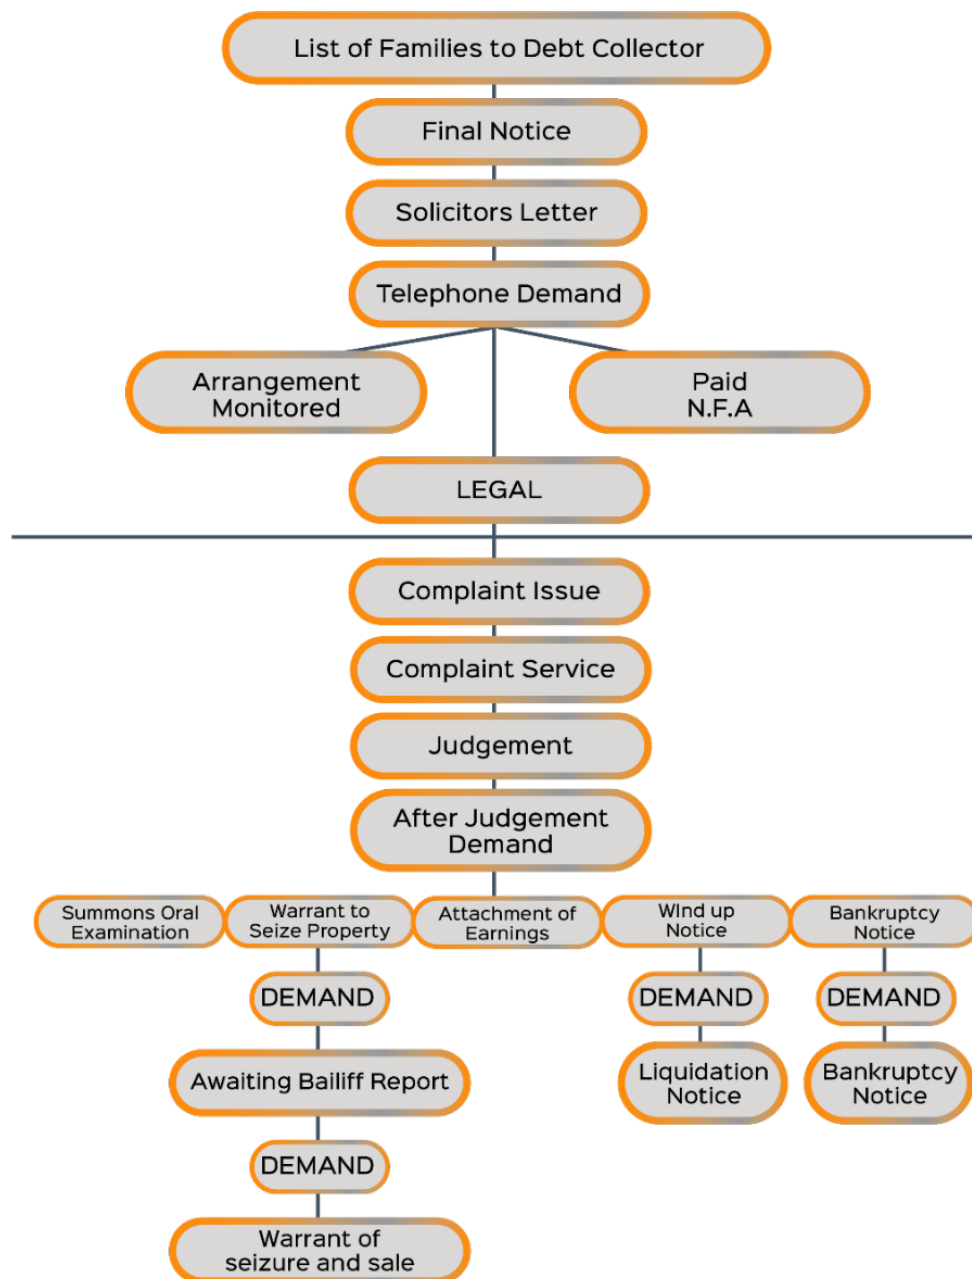 List of Families to Debt Collector
Final Notice
Solicitors Letter
Telephone Demand
Arrangement
Monitored
Paid
N.F.A
LEGAL
Complaint Issue
Complaint Service
Judgement
After Judgement
Demand
Summons Oral
Examination
Warrant to
Seize Property
Attachment of
Earnings
WInd up
Notice
Bankruptcy
Notice
DEMAND
DEMAND
DEMAND
Awaiting Bailiff Report
Liquidation
Notice
Bankruptcy
Notice
DEMAND
Warrant of
seizure and sale